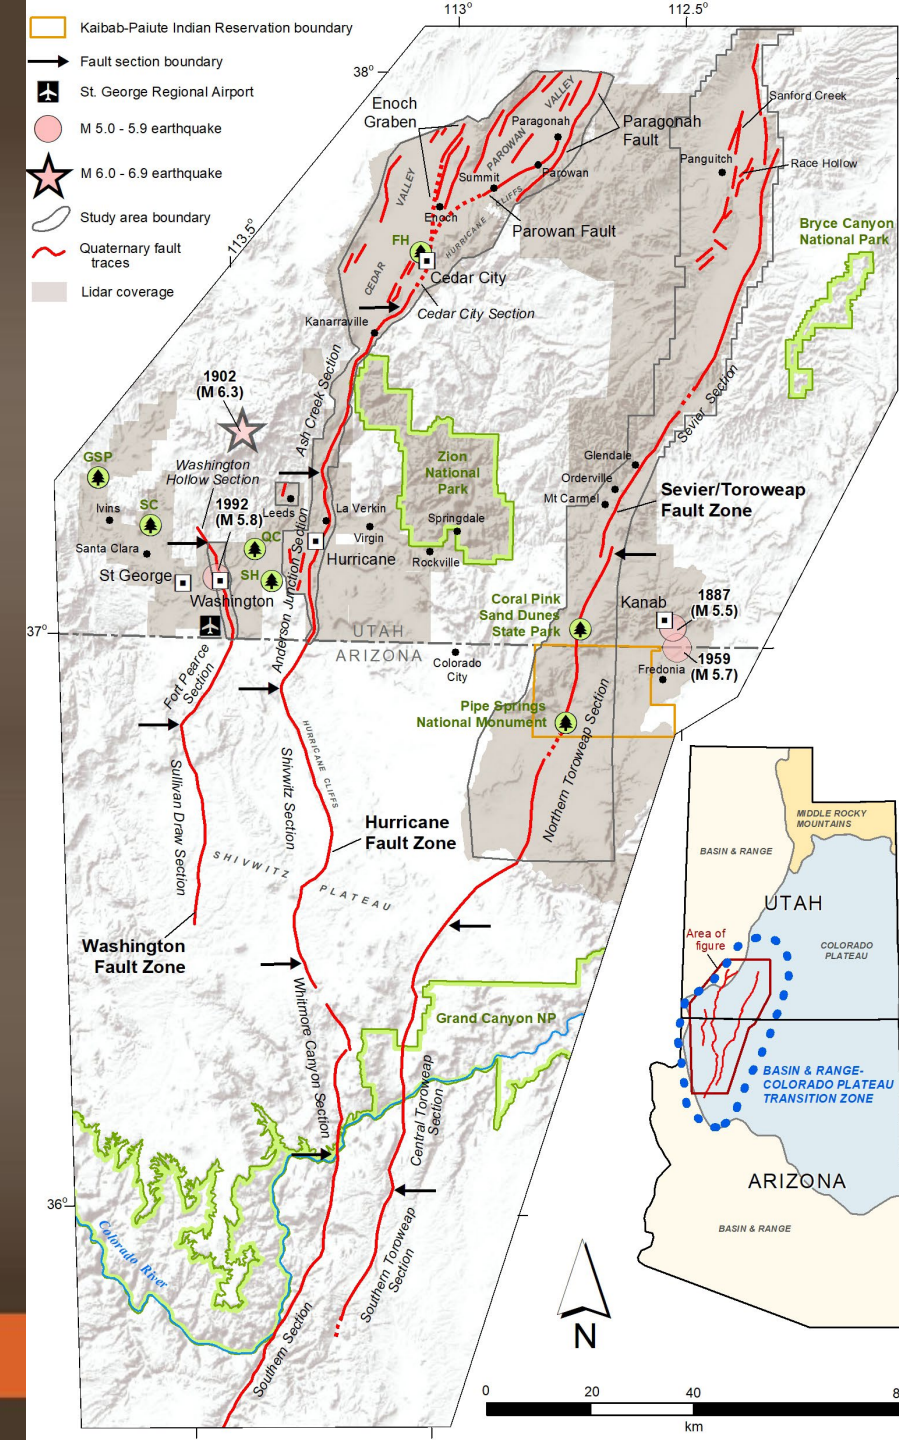 Kaibab-Paiute Indian Reservation boundary
Fault section boundary
St. George Regional Airport
M 5.0 - 5.9 earthquake
M 6.0 - 6.9 earthquake
Study area boundary
Quaternary fault
traces
Lidar coverage
113°
112.5°
38°
113.5°
Enoch
Graben
VALLEY
Paragonah
PAROWAN
Paragonah
Fault
Sanford Creek
Panguitch
Race Hollow
Summit
Parowan
VALLEY
CLIFFS
Enoch
HURRICANE
Parowan Fault
Bryce Canyon
National Park
FH
CEDAR
Cedar City
Cedar City Section
Kanarraville
1902
(M 6.3)
Ash Creek Section
Sevier Section
Washington
Hollow Section
GSP
Zion
National
Park
Glendale
Orderville
Mt Carmel
Sevier/Toroweap
Fault Zone
SC
1992
(M 5.8)
Ivins
Leeds
La Verkin
Virgin
Springdale
Santa Clara
QC
Hurricane
Rockville
St George
SH
Washington
Anderson Junction Section
Coral Pink
Sand Dunes
State Park
Kanab
1887
(M 5.5)
37°
UTAH
ARIZONA
Colorado
City
Fredonia
1959
(M 5.7)
Fort Pearce
Section
Pipe Springs
National Monument
Northern Toroweap Section
HURRICANE CLIFFS
Sullivan Draw Section
Shivwitz Section
Hurricane
Fault Zone
SHIVWITZ PLATEAU
Washington
Fault Zone
Whitmore Canyon Section
Grand Canyon NP
Central Toroweap
Section
36°
Colorado River
Southern Toroweap
Section
Southern Section
MIDDLE ROCKY
MOUNTAINS
BASIN & RANGE
UTAH
Area of
figure
COLORADO
PLATEAU
BASIN & RANGE-
COLORADO PLATEAU
TRANSITION ZONE
ARIZONA
BASIN & RANGE
N
0 20 40 8
km